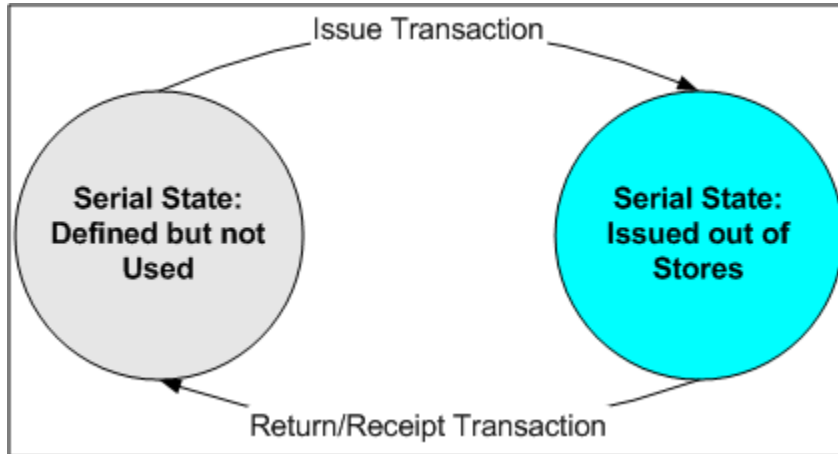 Issue Transaction
Serial State:
Defined but not
Used
Serial State:
Issued out of
Stores
Return/Receipt Transaction